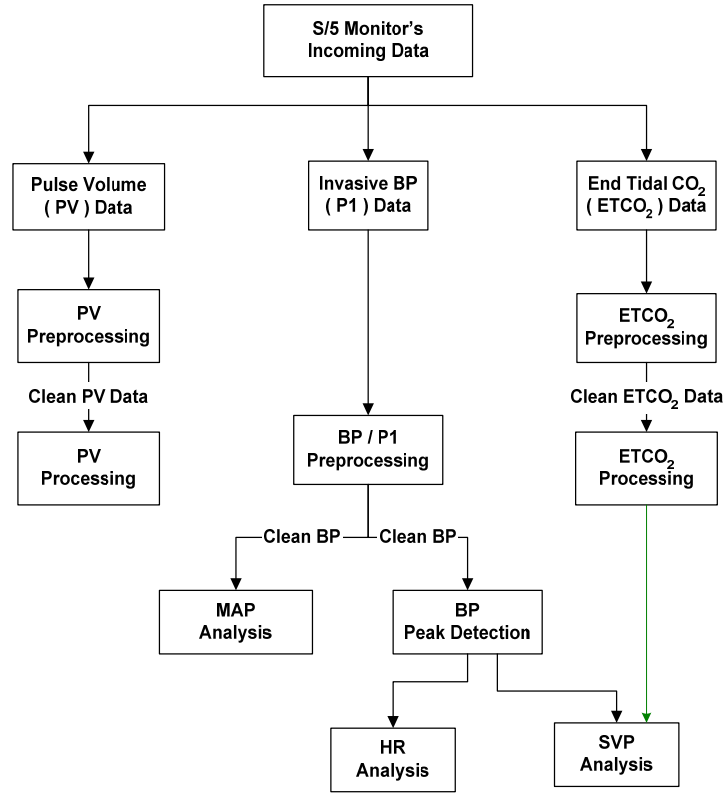 S/5 Monitor's
Incoming Data
Pulse Volume
( PV ) Data
Invasive BP
( P1 ) Data
End Tidal CO₂
( ETCO₂ ) Data
PV
Preprocessing
ETCO₂
Preprocessing
Clean PV Data
Clean ETCO₂ Data
PV
Processing
BP / P1
Preprocessing
ETCO₂
Processing
Clean BP
Clean BP
MAP
Analysis
BP
Peak Detection
HR
Analysis
SVP
Analysis